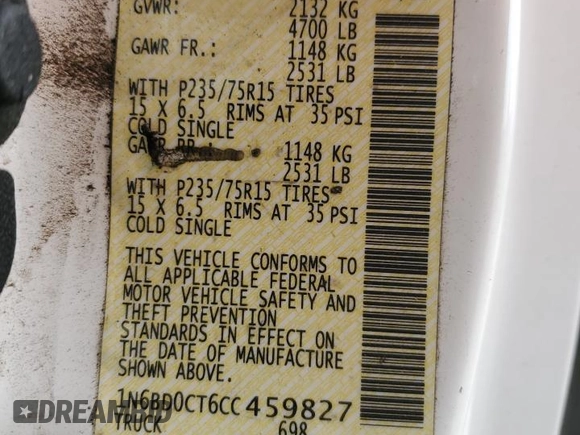 GVWR: 2132 KG
4700 LB
GAWR FR.: 1148 KG
2531 LB
WITH P235/75R15 TIRES
15 X 6.5 RIMS AT 35 PSI
COLD SINGLE
GAWR RR.: 1148 KG
2531 LB
WITH P235/75R15 TIRES
15 X 6.5 RIMS AT 35 PSI
COLD SINGLE
THIS VEHICLE CONFORMS TO
ALL APPLICABLE FEDERAL
MOTOR VEHICLE SAFETY AND
THEFT PREVENTION
STANDARDS IN EFFECT ON
THE DATE OF MANUFACTURE
SHOWN ABOVE.
1N6BD0CT6CC459827
TRUCK 698
DREAMBID